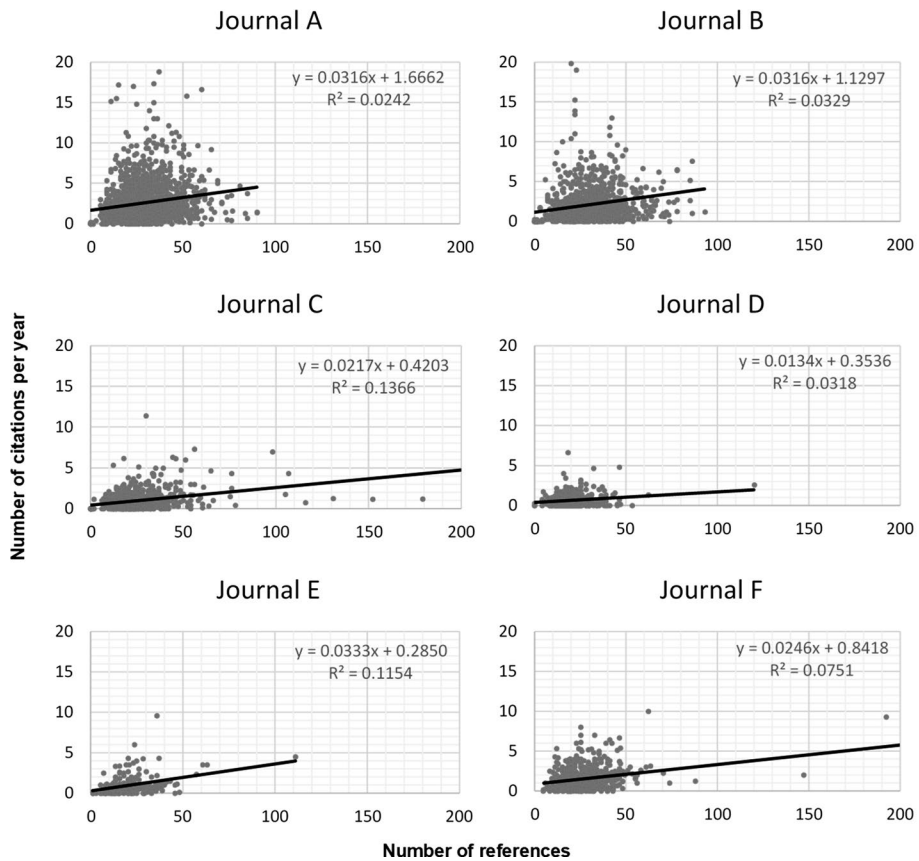 Journal A
Journal B
20
15
10
5
0
y = 0.0316x + 1.6662
R² = 0.0242
0 50 100 150 200
20
15
10
5
0
y = 0.0316x + 1.1297
R² = 0.0329
0 50 100 150 200
Number of citations per year
Journal C
Journal D
20
15
10
5
0
y = 0.0217x + 0.4203
R² = 0.1366
0 50 100 150 200
20
15
10
5
0
y = 0.0134x + 0.3536
R² = 0.0318
0 50 100 150 200
Journal E
Journal F
20
15
10
5
0
y = 0.0333x + 0.2850
R² = 0.1154
0 50 100 150 200
20
15
10
5
0
y = 0.0246x + 0.8418
R² = 0.0751
0 50 100 150 200
Number of references